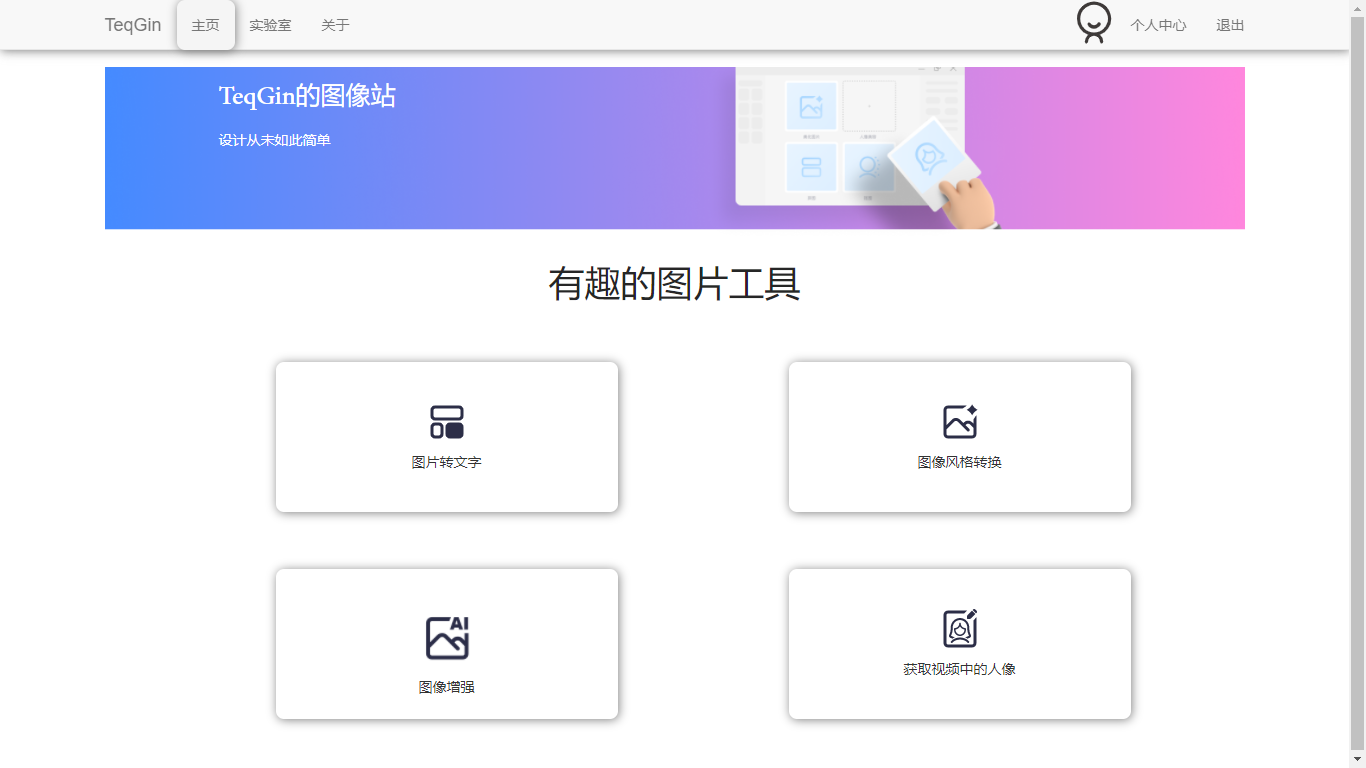 TeqGin 主页 实验室 关于 个人中心 退出
TeqGin的图像站
设计从未如此简单
有趣的图片工具
图片转文字
图像风格转换
AI
图像增强
获取视频中的人像